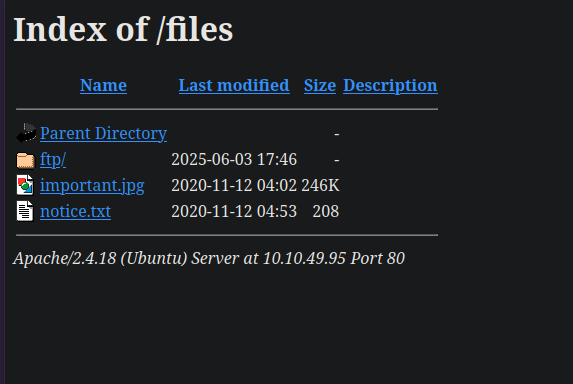 Index of /files
Name Last modified Size Description
Parent Directory -
ftp/ 2025-06-03 17:46 -
important.jpg 2020-11-12 04:02 246K
notice.txt 2020-11-12 04:53 208
Apache/2.4.18 (Ubuntu) Server at 10.10.49.95 Port 80